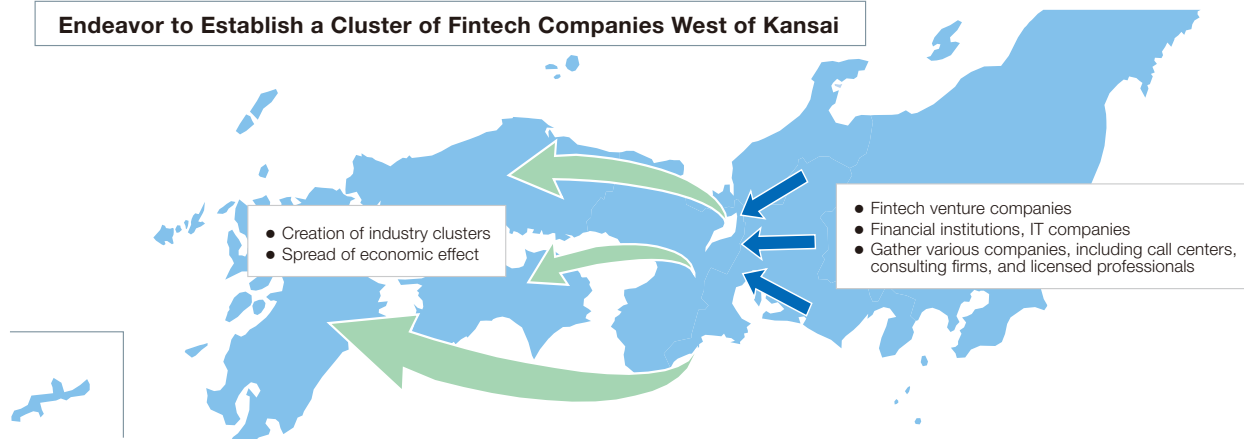 Endeavor to Establish a Cluster of Fintech Companies West of Kansai
● Creation of industry clusters
● Spread of economic effect
● Fintech venture companies
● Financial institutions, IT companies
● Gather various companies, including call centers,
consulting firms, and licensed professionals